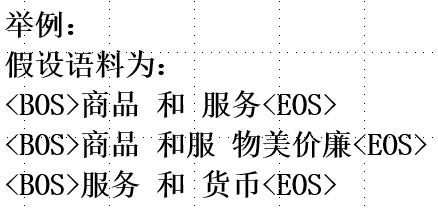 举例：
假设语料为：
<BOS>商品 和 服务<EOS>
<BOS>商品 和服 物美价廉<EOS>
<BOS>服务 和 货币<EOS>